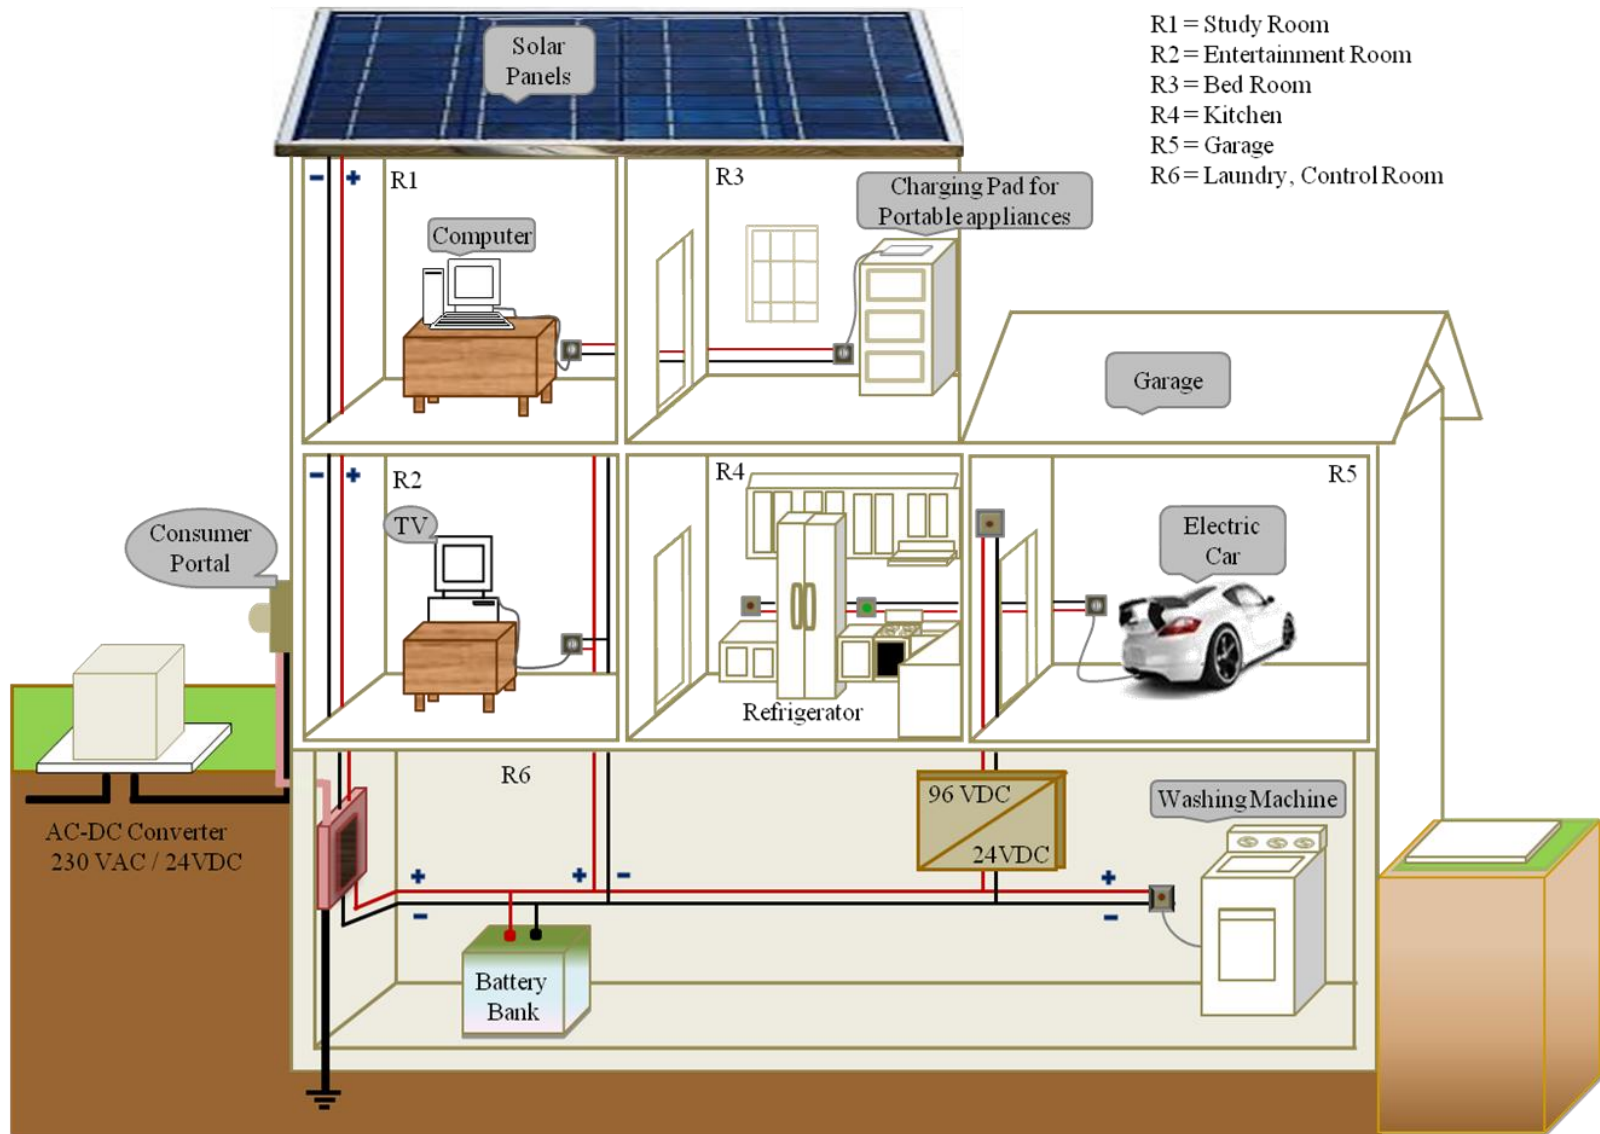 Solar
Panels
R1 = Study Room
R2 = Entertainment Room
R3 = Bed Room
R4 = Kitchen
R5 = Garage
R6 = Laundry, Control Room
− +
R1
R3
Charging Pad for
Portable appliances
Computer
Garage
− +
R2
R4
R5
TV
Electric
Car
Consumer
Portal
Refrigerator
R6
96 VDC
24VDC
Washing Machine
AC-DC Converter
230 VAC / 24VDC
+
+ −
+
−
−
Battery
Bank